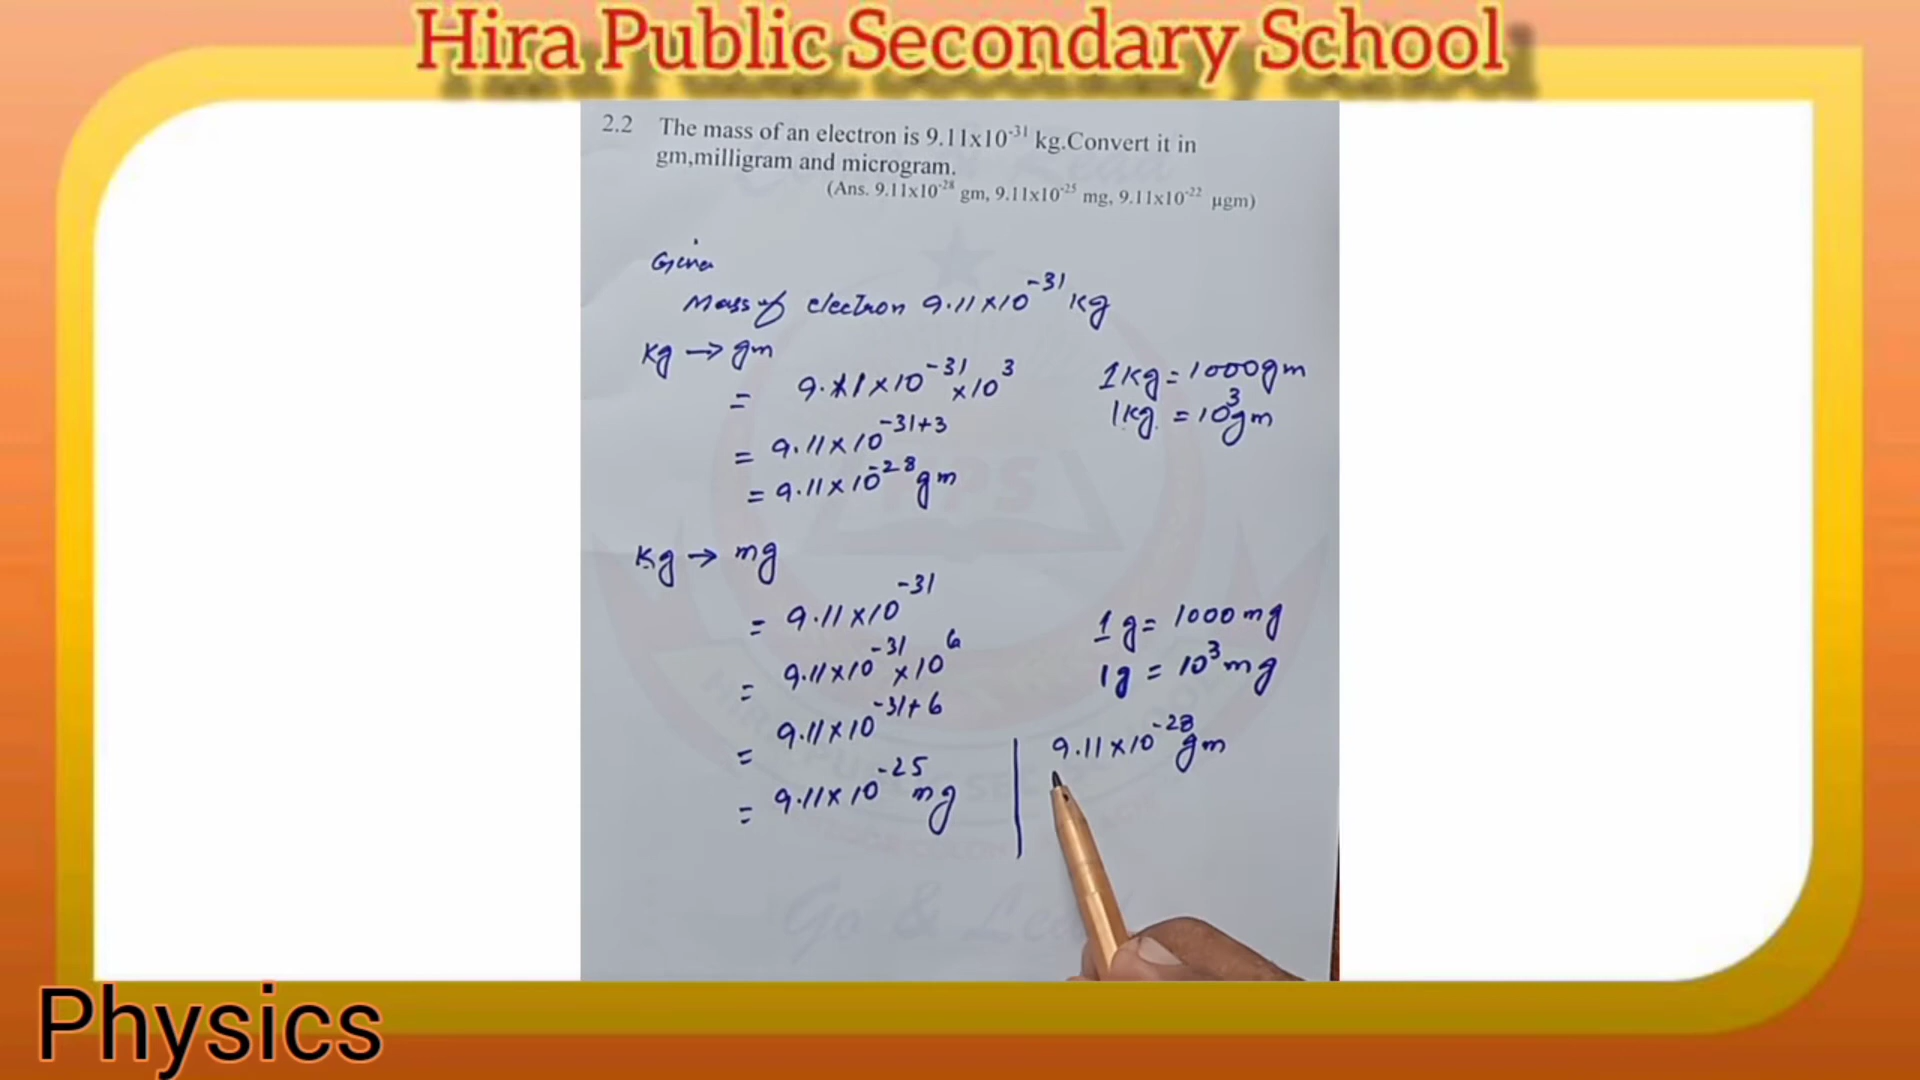 Hira Public Secondary School
2.2 The mass of an electron is 9.11x10⁻³¹ kg.Convert it in
gm,milligram and microgram.
(Ans. 9.11x10⁻²⁸ gm, 9.11x10⁻²⁵ mg, 9.11x10⁻²² µgm)
Given
Mass of electron 9.11×10⁻³¹ kg
kg → gm
= 9.11×10⁻³¹×10³
1kg = 1000gm
1kg = 10³gm
= 9.11×10⁻³¹⁺³
= 9.11×10⁻²⁸gm
Kg → mg
= 9.11×10⁻³¹
1g = 1000mg
= 9.11×10⁻³¹×10⁶
1g = 10³mg
= 9.11×10⁻³¹⁺⁶
9.11×10⁻²⁸gm
= 9.11×10⁻²⁵ mg
Go & Lead
Physics